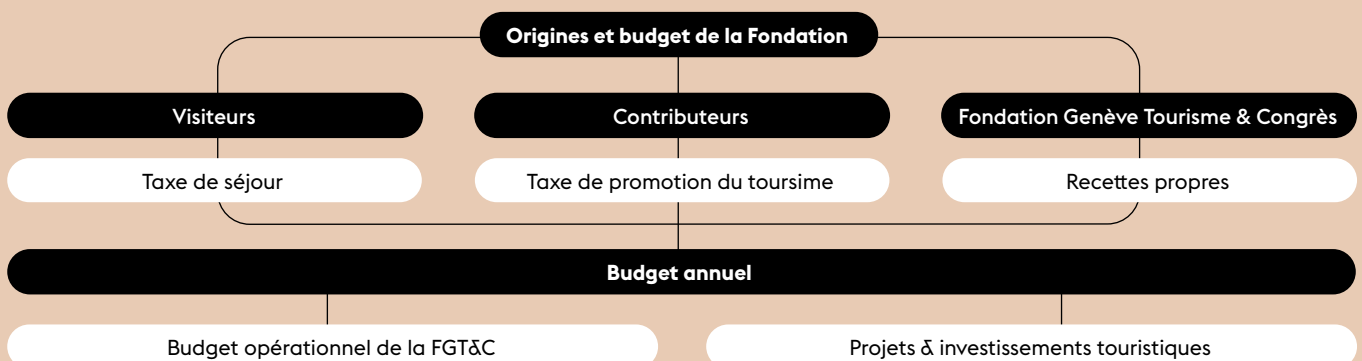 Origines et budget de la Fondation
Visiteurs
Contributeurs
Fondation Genève Tourisme & Congrès
Taxe de séjour
Taxe de promotion du toursime
Recettes propres
Budget annuel
Budget opérationnel de la FGT&C
Projets & investissements touristiques